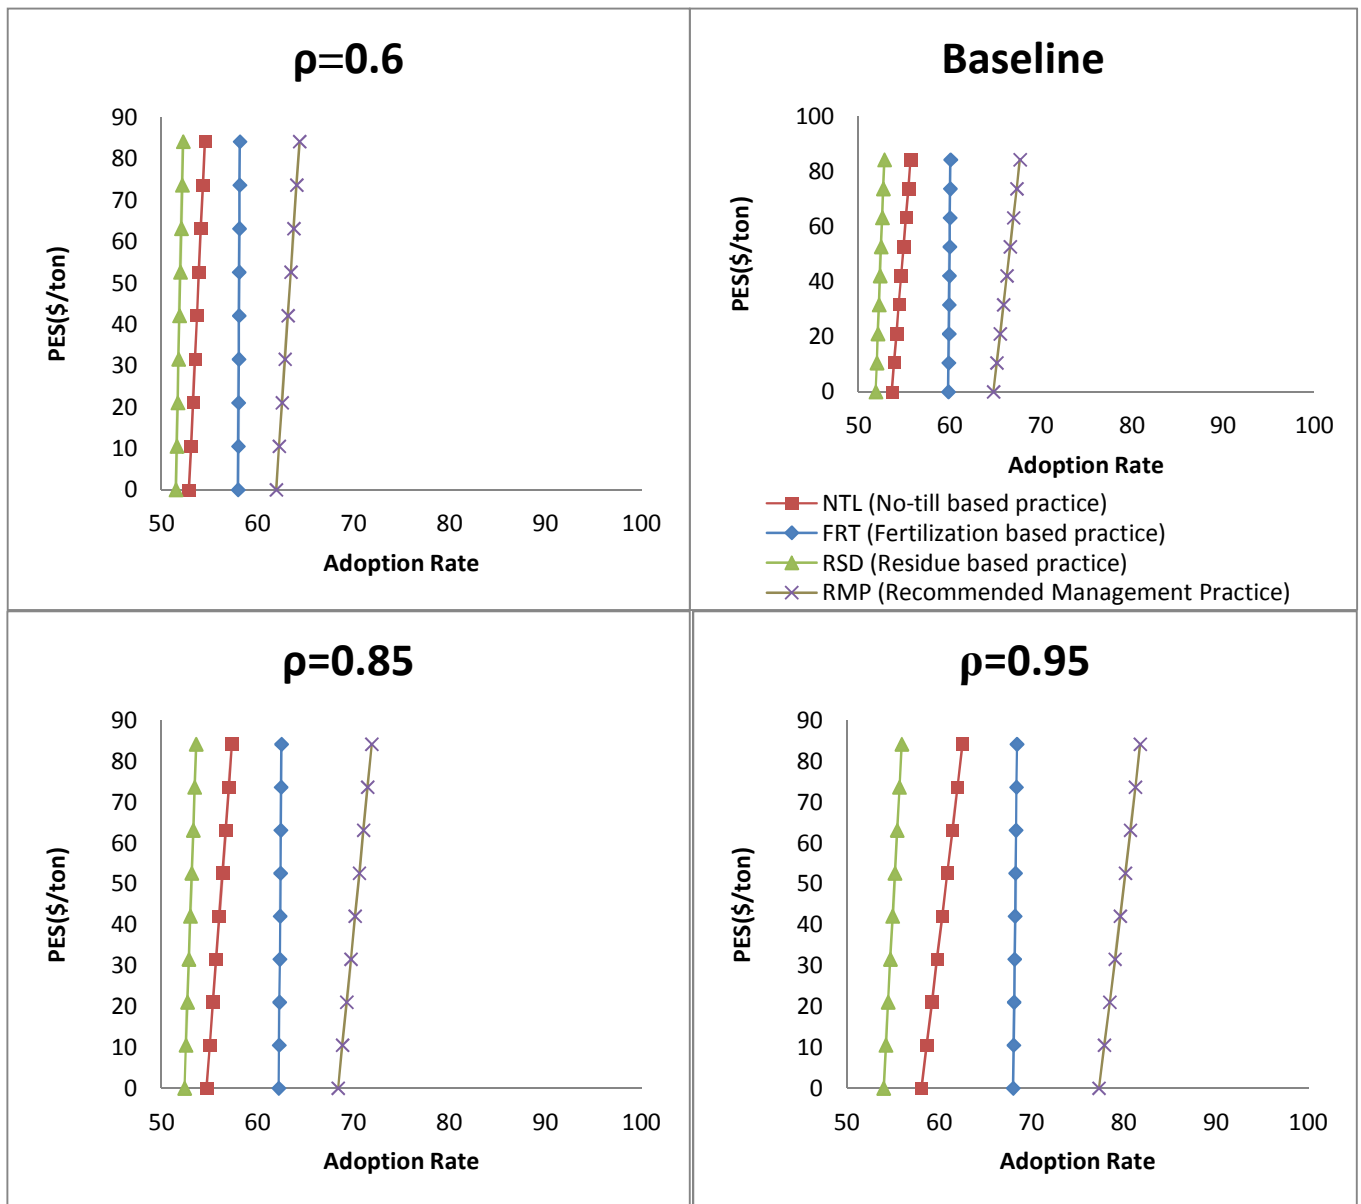 ρ=0.6
90
80
70
60
50
40
30
20
10
0
PES($/ton)
50 60 70 80 90 100
Adoption Rate
Baseline
100
80
60
40
20
0
PES($/ton)
50 60 70 80 90 100
Adoption Rate
NTL (No-till based practice)
FRT (Fertilization based practice)
RSD (Residue based practice)
RMP (Recommended Management Practice)
ρ=0.85
90
80
70
60
50
40
30
20
10
0
PES($/ton)
50 60 70 80 90 100
Adoption Rate
ρ=0.95
90
80
70
60
50
40
30
20
10
0
PES($/ton)
50 60 70 80 90 100
Adoption Rate